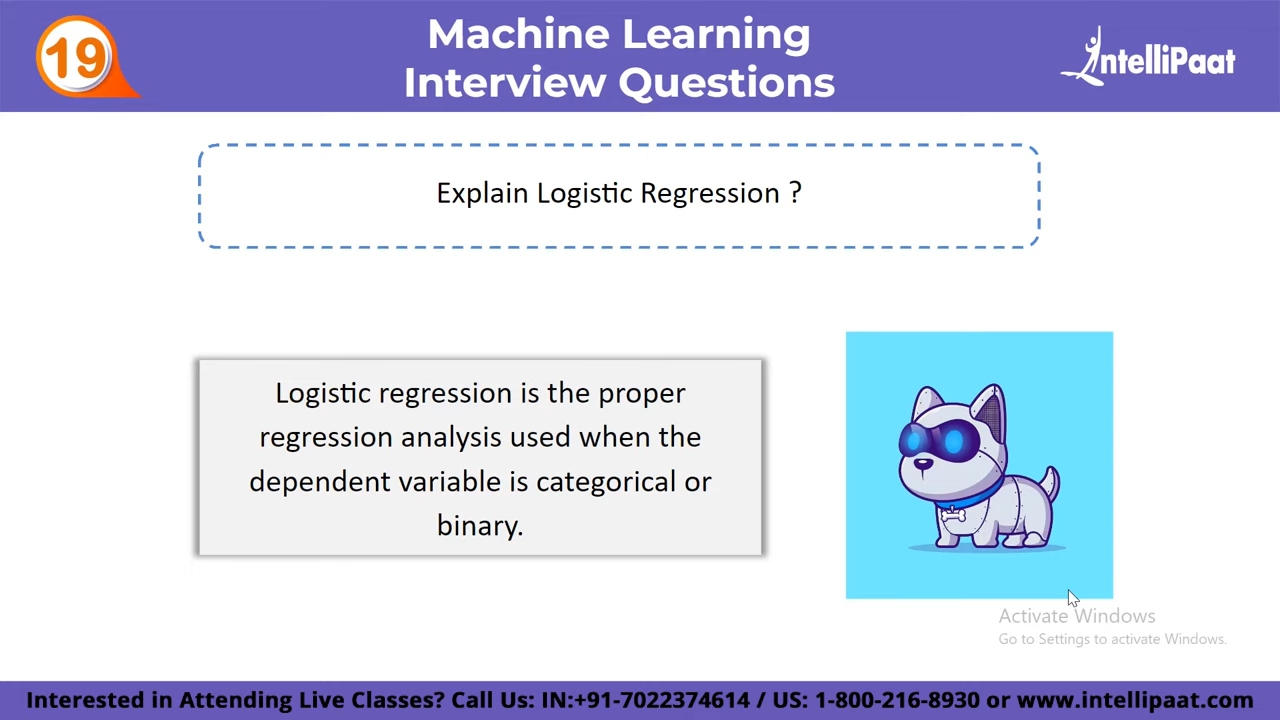 19
Machine Learning
Interview Questions
IntelliPaat
Explain Logistic Regression ?
Logistic regression is the proper
regression analysis used when the
dependent variable is categorical or
binary.
Activate Windows
Go to Settings to activate Windows.
Interested in Attending Live Classes? Call Us: IN:+91-7022374614 / US: 1-800-216-8930 or www.intellipaat.com